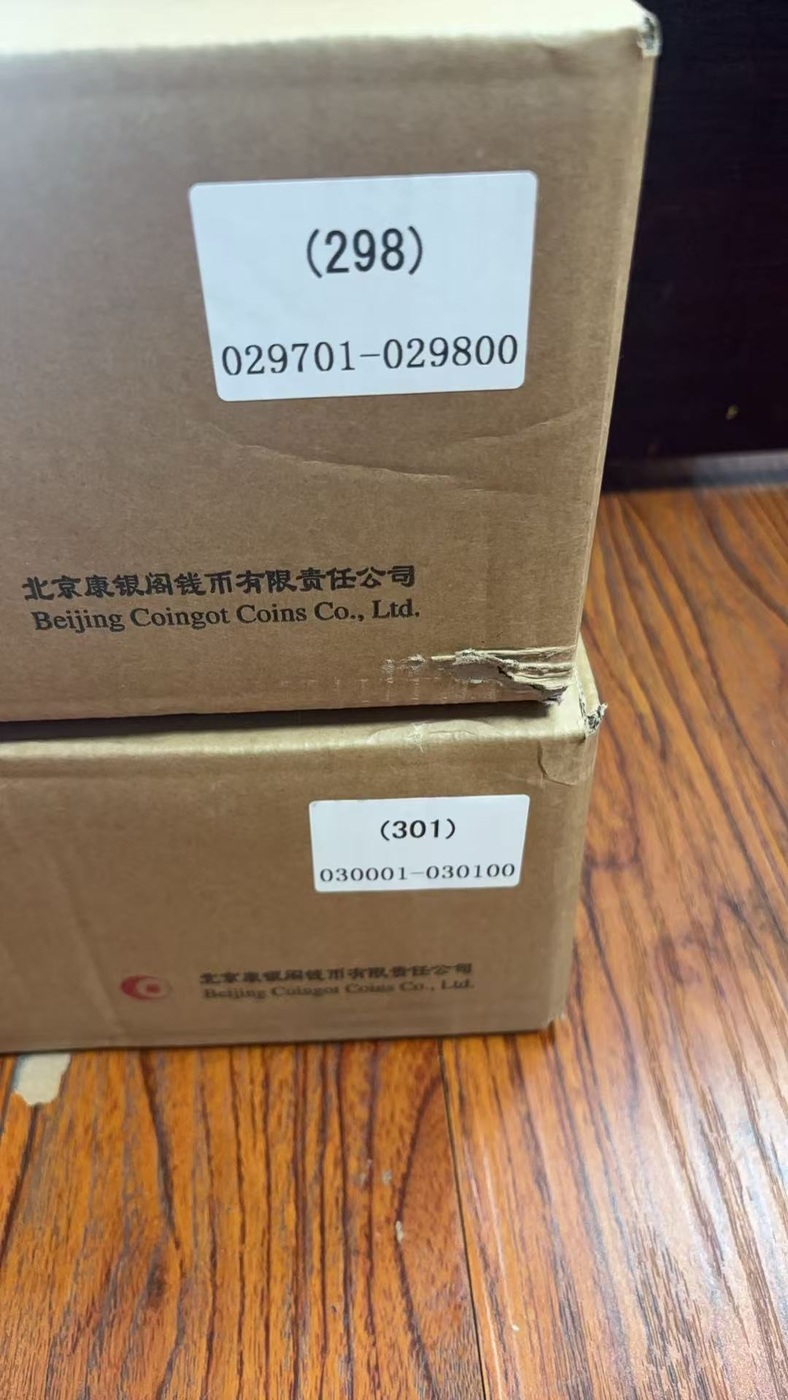 (298)
029701-029800
北京康银阁钱币有限责任公司
Beijing Coingot Coins Co., Ltd.
(301)
030001-030100
北京康银阁钱币有限责任公司
Beijing Coingot Coins Co., Ltd.